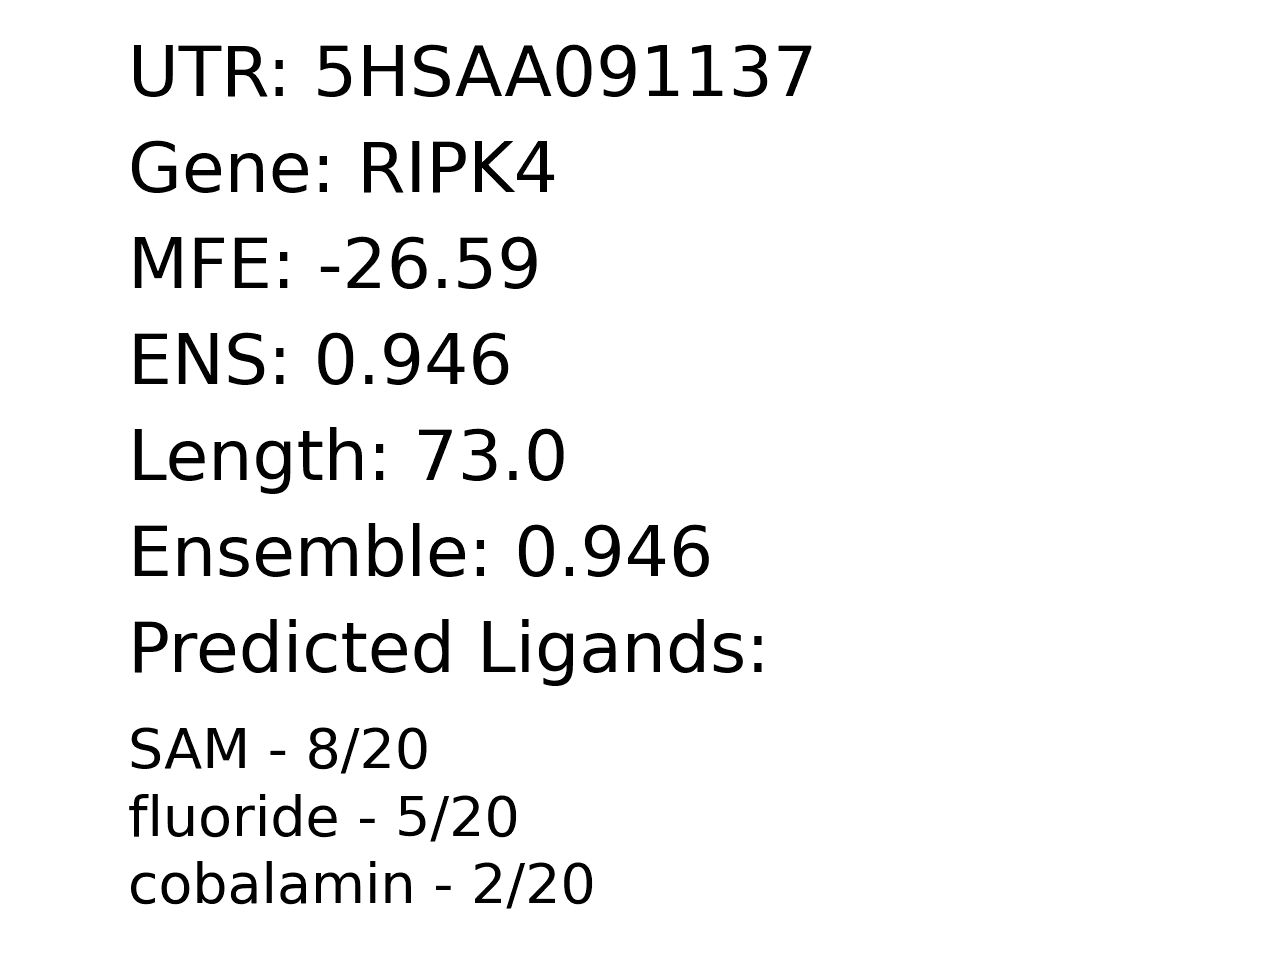 UTR: 5HSAA091137
Gene: RIPK4
MFE: -26.59
ENS: 0.946
Length: 73.0
Ensemble: 0.946
Predicted Ligands:
SAM - 8/20
fluoride - 5/20
cobalamin - 2/20